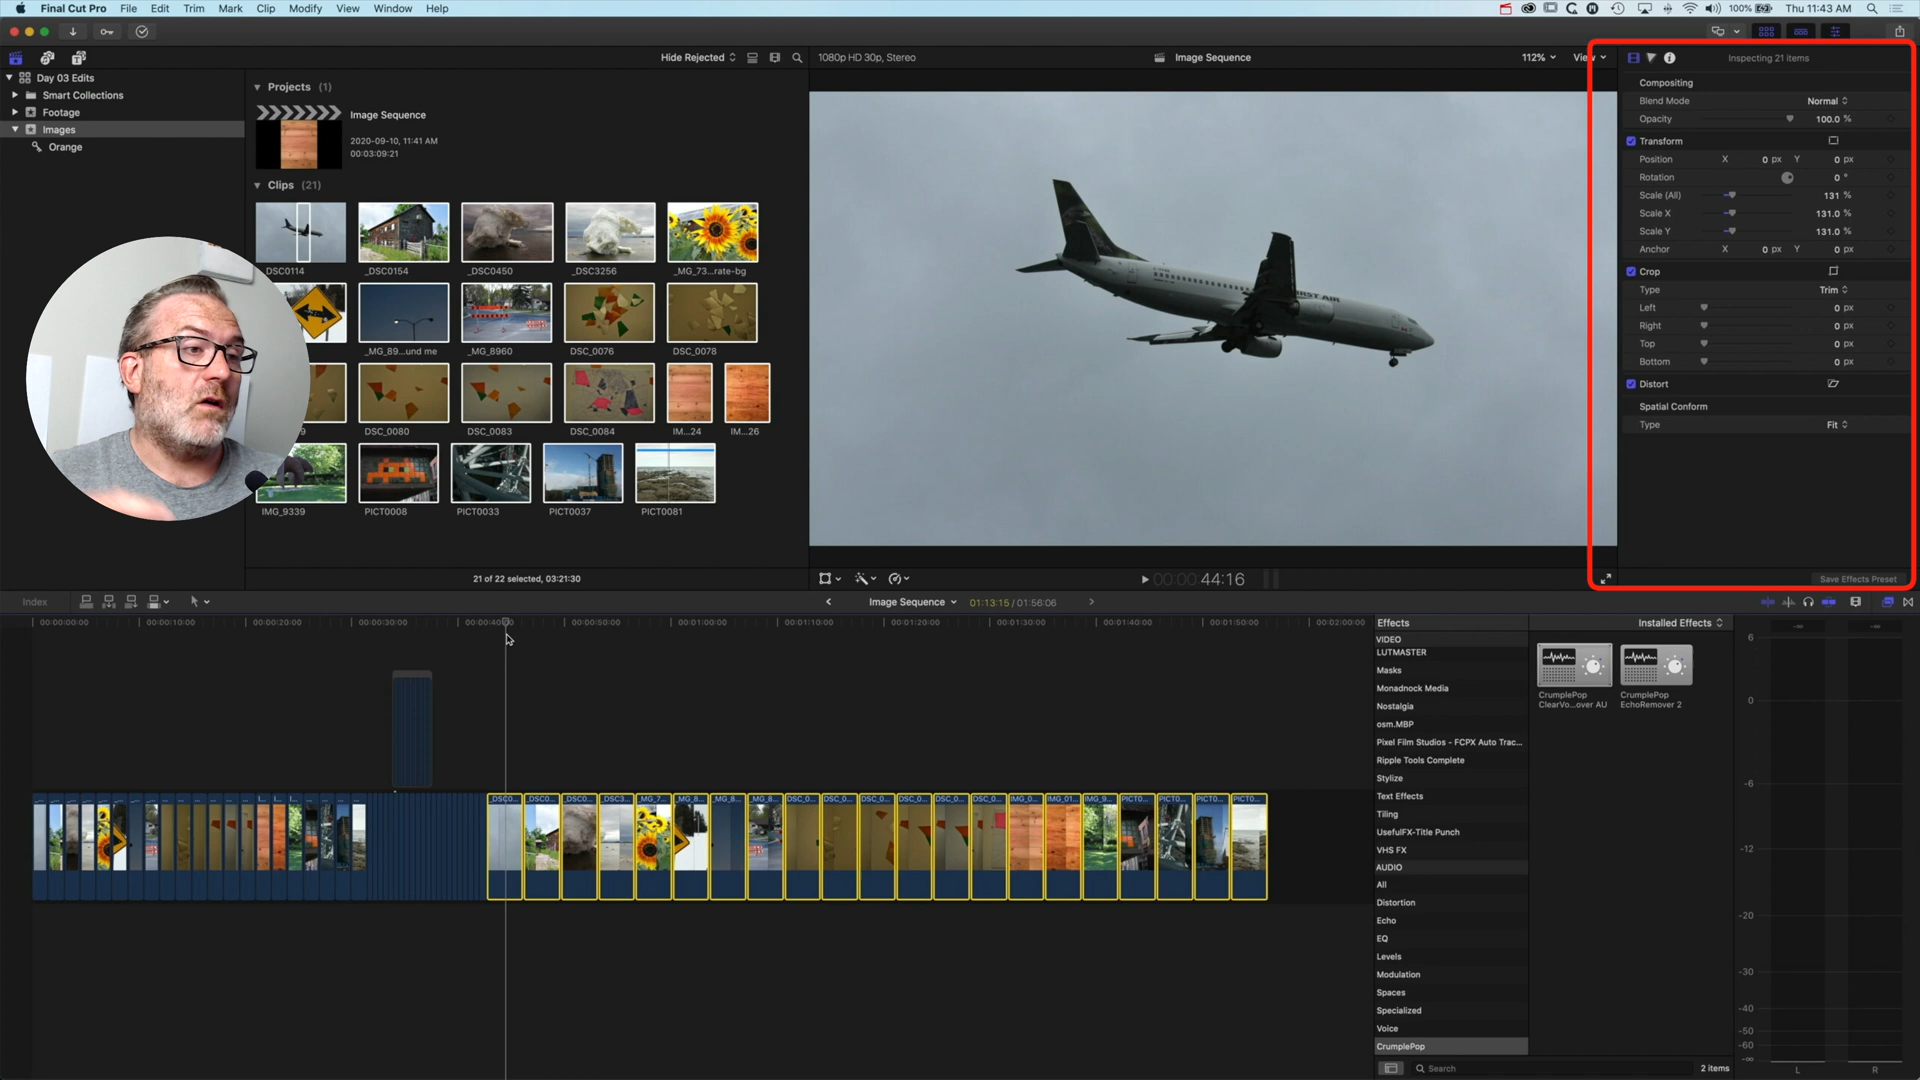 Final Cut Pro File Edit Trim Mark Clip Modify View Window Help
100%
Thu 11:43 AM
Hide Rejected
1080p HD 30p, Stereo
Image Sequence
112%
View
Inspecting 21 items
Day 03 Edits
Smart Collections
Footage
Images
Orange
Projects (1)
Image Sequence
2020-09-10, 11:41 AM
00:03:09:21
Clips (21)
_DSC0114
_DSC0154
_DSC0450
_DSC3256
_MG_73...rate-bg
_MG_89...und me
_MG_8960
DSC_0076
DSC_0078
DSC_0080
DSC_0083
DSC_0084
IM...24
IM...26
IMG_9339
PICT0008
PICT0033
PICT0037
PICT0081
21 of 22 selected, 03:21:30
FIRST AIR
44:16
Compositing
Blend Mode Normal
Opacity 100.0 %
Transform
Position X 0 px Y 0 px
Rotation 0 °
Scale (All) 131 %
Scale X 131.0 %
Scale Y 131.0 %
Anchor X 0 px Y 0 px
Crop
Type Trim
Left 0 px
Right 0 px
Top 0 px
Bottom 0 px
Distort
Spatial Conform
Type Fit
Save Effects Preset
Index
Image Sequence
01:13:15 / 01:56:06
00:00:00:00
00:00:10:00
00:00:20:00
00:00:30:00
00:00:50:00
00:01:00:00
00:01:10:00
00:01:20:00
00:01:30:00
00:01:40:00
00:01:50:00
00:02:00:00
Effects
Installed Effects
VIDEO
LUTMASTER
Masks
Monadnock Media
Nostalgia
osm.MBP
Pixel Film Studios - FCPX Auto Trac...
Ripple Tools Complete
Stylize
Text Effects
Tiling
UsefulFX-Title Punch
VHS FX
AUDIO
All
Distortion
Echo
EQ
Levels
Modulation
Spaces
Specialized
Voice
CrumplePop
CrumplePop
ClearVo...over AU
CrumplePop
EchoRemover 2
Search
2 items
6
0
-6
-12
-20
-30
-40
-50
-60
-∞
L R